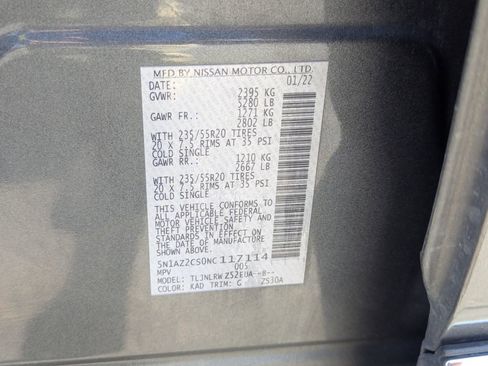 MFD BY NISSAN MOTOR CO., LTD.
DATE: 01/22
GVWR: 2395 KG
5280 LB
GAWR FR.: 1271 KG
2802 LB
WITH 235/55R20 TIRES
20 x 7.5 RIMS AT 35 PSI
COLD SINGLE
GAWR RR.: 1210 KG
2667 LB
WITH 235/55R20 TIRES
20 x 7.5 RIMS AT 35 PSI
COLD SINGLE
THIS VEHICLE CONFORMS TO
ALL APPLICABLE FEDERAL
MOTOR VEHICLE SAFETY AND
THEFT PREVENTION
STANDARDS IN EFFECT ON
THE DATE OF MANUFACTURE
SHOWN ABOVE.
5N1AZ2CS0NC 117114
MPV 005
MODEL: TLJNLRW Z52EUA--B--
COLOR: KAD TRIM: G ZS30A